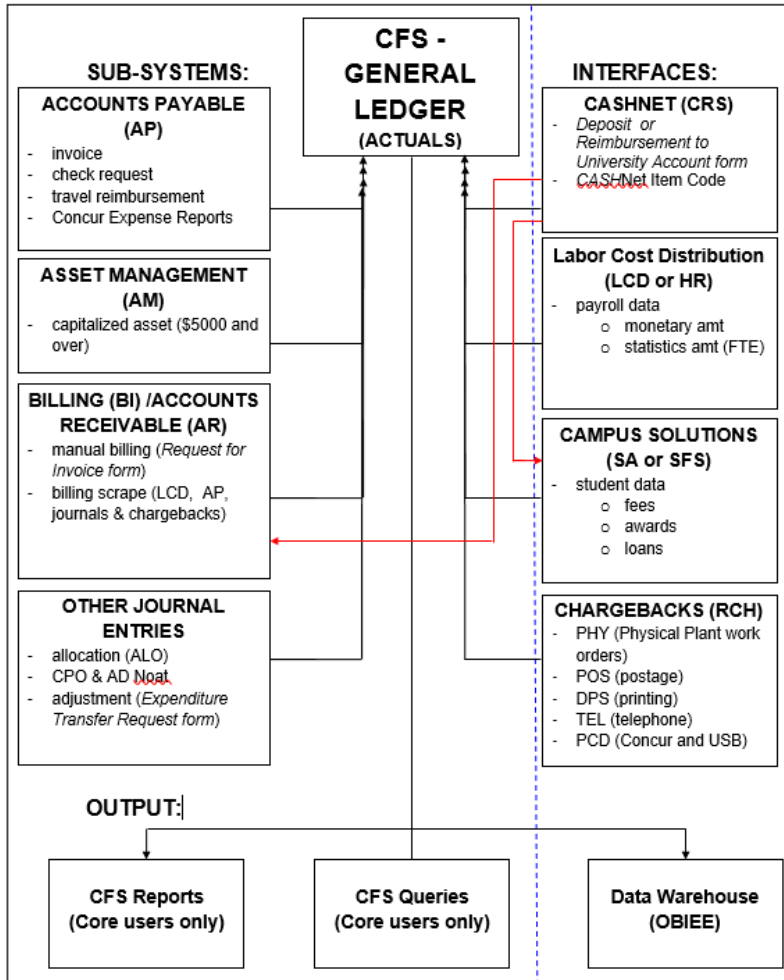 CFS -
GENERAL
LEDGER
(ACTUALS)
SUB-SYSTEMS:
ACCOUNTS PAYABLE
(AP)
- invoice
- check request
- travel reimbursement
- Concur Expense Reports
ASSET MANAGEMENT
(AM)
- capitalized asset ($5000 and
over)
BILLING (BI) /ACCOUNTS
RECEIVABLE (AR)
- manual billing (Request for
Invoice form)
- billing scrape (LCD, AP,
journals & chargebacks)
OTHER JOURNAL
ENTRIES
- allocation (ALO)
- CPO & AD Noat
- adjustment (Expenditure
Transfer Request form)
INTERFACES:
CASHNET (CRS)
- Deposit or
Reimbursement to
University Account form
- CASHNet Item Code
Labor Cost Distribution
(LCD or HR)
- payroll data
o monetary amt
o statistics amt (FTE)
CAMPUS SOLUTIONS
(SA or SFS)
- student data
o fees
o awards
o loans
CHARGEBACKS (RCH)
- PHY (Physical Plant work
orders)
- POS (postage)
- DPS (printing)
- TEL (telephone)
- PCD (Concur and USB)
OUTPUT:
CFS Reports
(Core users only)
CFS Queries
(Core users only)
Data Warehouse
(OBIEE)